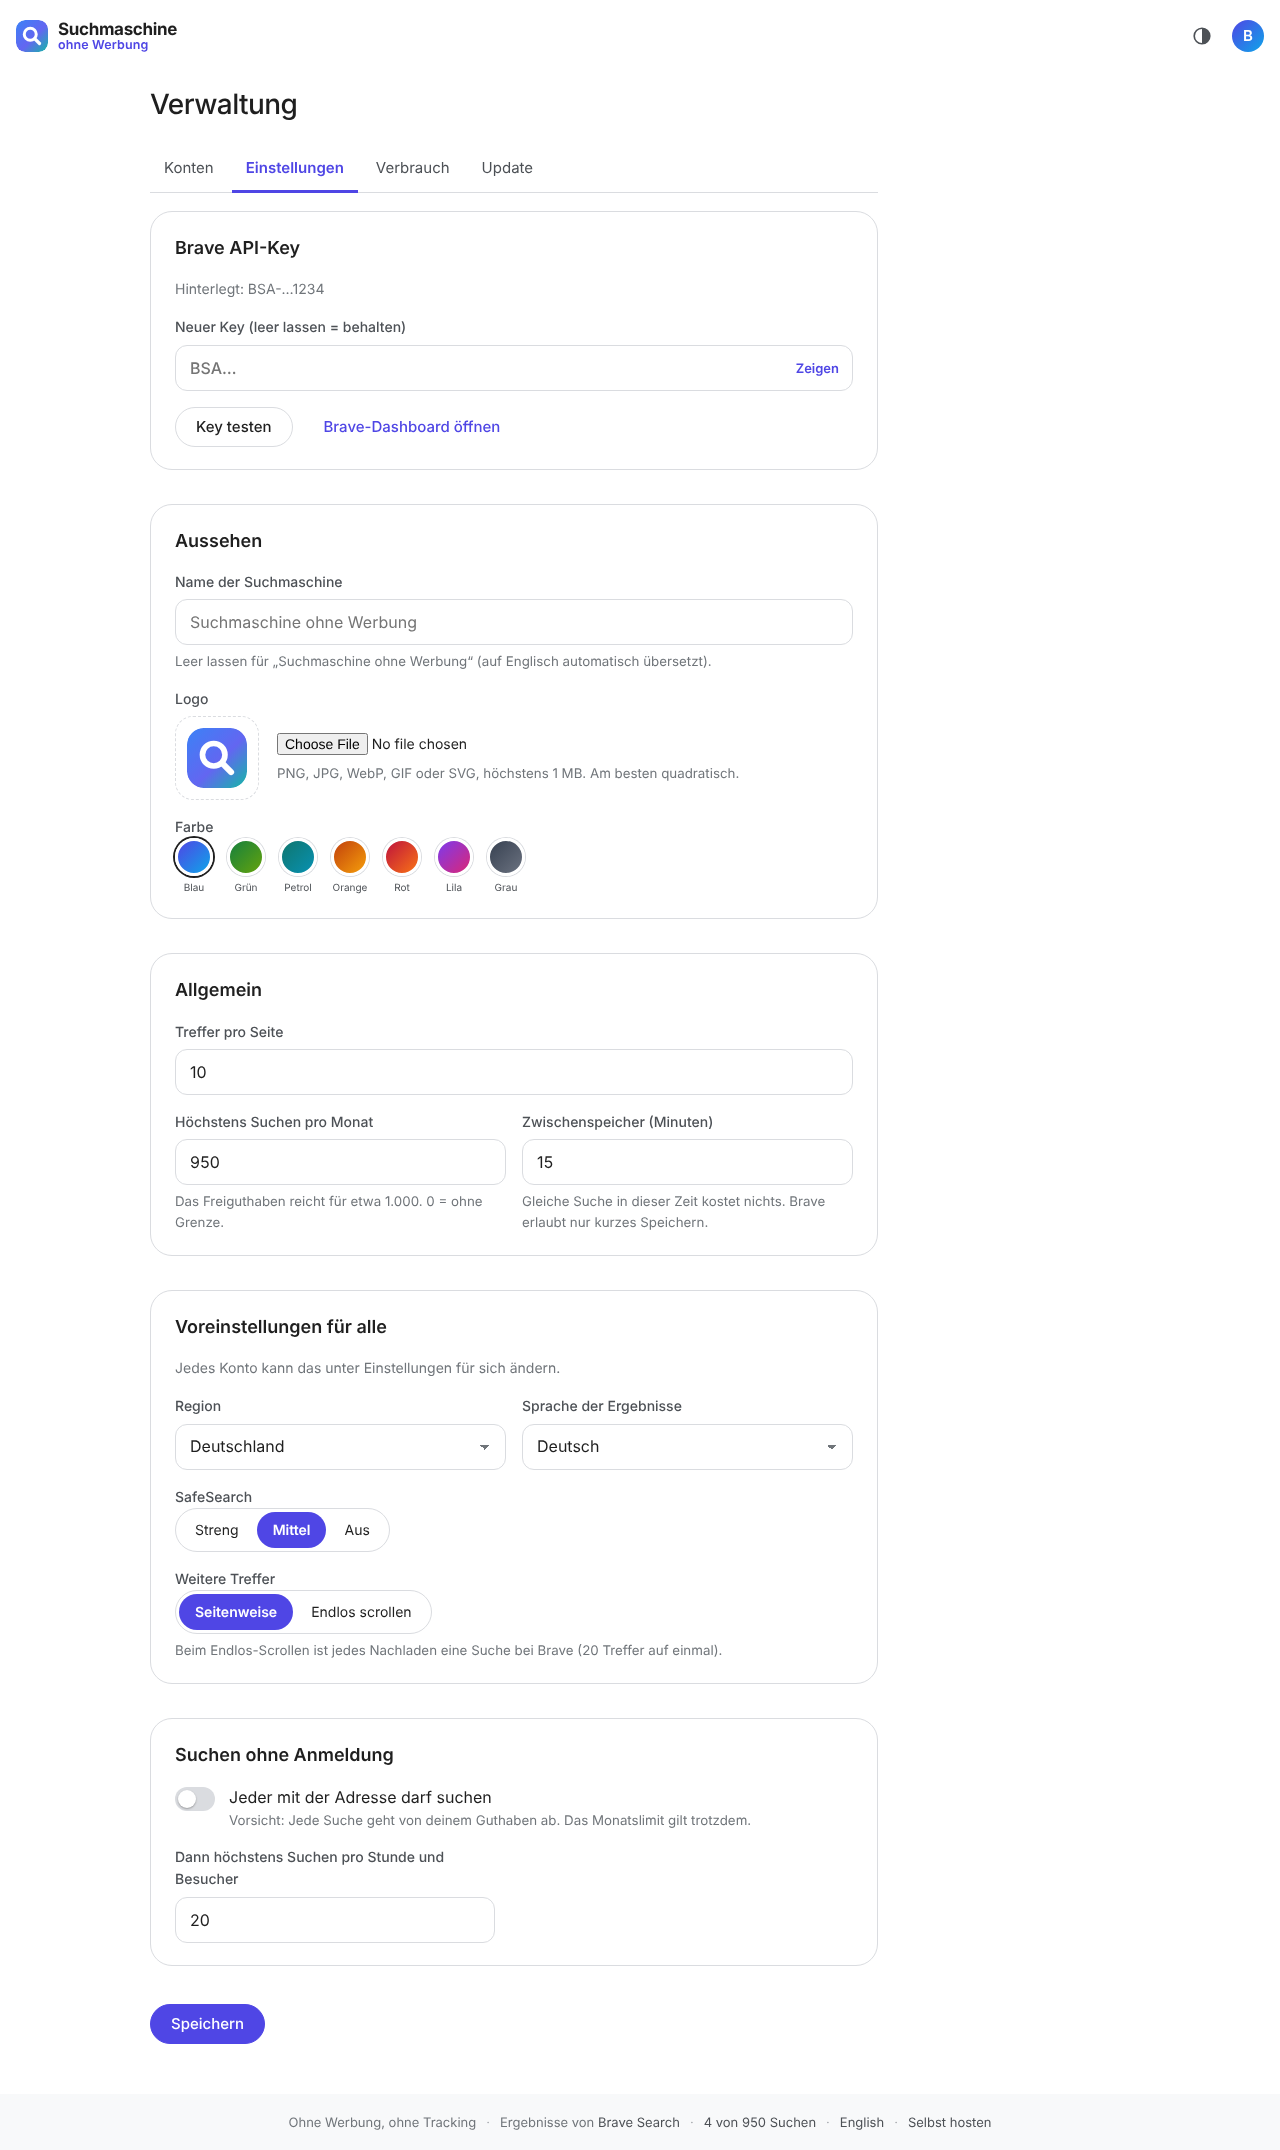 Suchmaschine
ohne Werbung
B
Verwaltung
Konten Einstellungen Verbrauch Update
Brave API-Key
Hinterlegt: BSA-…1234
Neuer Key (leer lassen = behalten)
BSA… Zeigen
Key testen Brave-Dashboard öffnen
Aussehen
Name der Suchmaschine
Suchmaschine ohne Werbung
Leer lassen für „Suchmaschine ohne Werbung“ (auf Englisch automatisch übersetzt).
Logo
Choose File No file chosen
PNG, JPG, WebP, GIF oder SVG, höchstens 1 MB. Am besten quadratisch.
Farbe
Blau Grün Petrol Orange Rot Lila Grau
Allgemein
Treffer pro Seite
10
Höchstens Suchen pro Monat
950
Das Freiguthaben reicht für etwa 1.000. 0 = ohne
Grenze.
Zwischenspeicher (Minuten)
15
Gleiche Suche in dieser Zeit kostet nichts. Brave
erlaubt nur kurzes Speichern.
Voreinstellungen für alle
Jedes Konto kann das unter Einstellungen für sich ändern.
Region
Deutschland
Sprache der Ergebnisse
Deutsch
SafeSearch
Streng Mittel Aus
Weitere Treffer
Seitenweise Endlos scrollen
Beim Endlos-Scrollen ist jedes Nachladen eine Suche bei Brave (20 Treffer auf einmal).
Suchen ohne Anmeldung
Jeder mit der Adresse darf suchen
Vorsicht: Jede Suche geht von deinem Guthaben ab. Das Monatslimit gilt trotzdem.
Dann höchstens Suchen pro Stunde und
Besucher
20
Speichern
Ohne Werbung, ohne Tracking · Ergebnisse von Brave Search · 4 von 950 Suchen · English · Selbst hosten